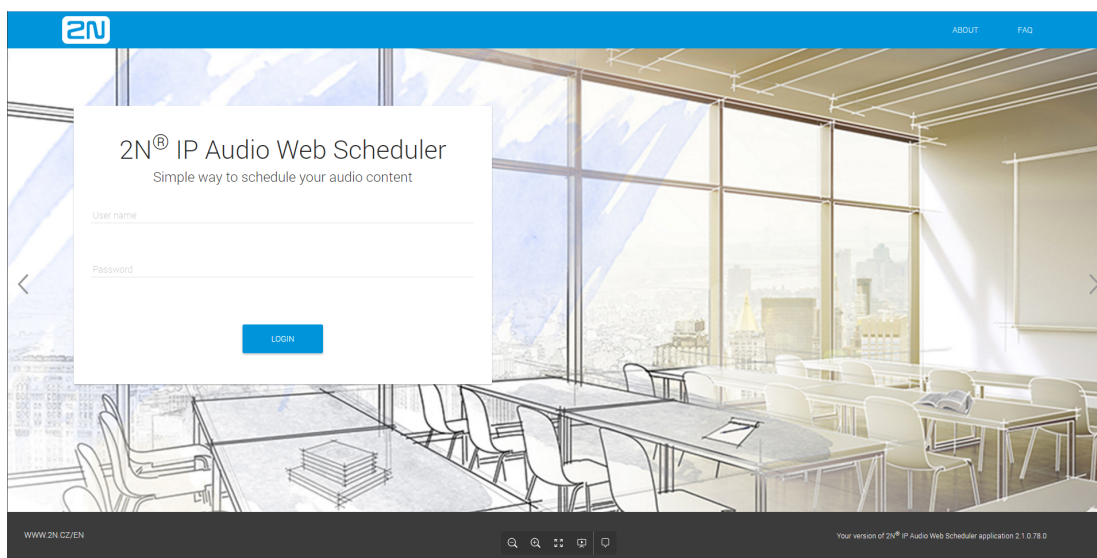 2N
ABOUT
FAQ
2N® IP Audio Web Scheduler
Simple way to schedule your audio content
User name
Password
LOGIN
WWW.2N.CZ/EN
Your version of 2N® IP Audio Web Scheduler application 2.1.0.78.0